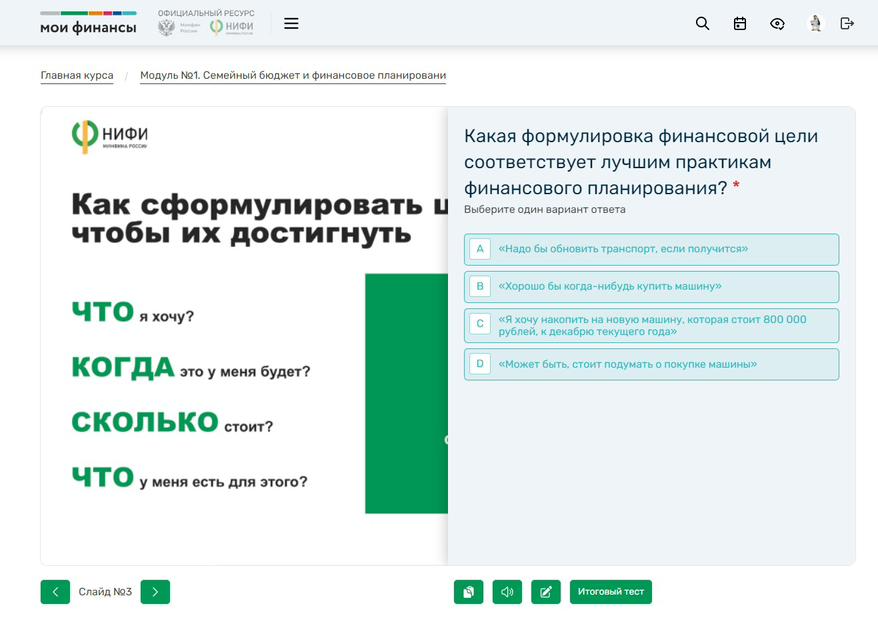 мои финансы
ОФИЦИАЛЬНЫЙ РЕСУРС
Минфин
России
НИФИ
Главная курса / Модуль №1. Семейный бюджет и финансовое планировани
НИФИ
МИНФИНА РОССИИ
Как сформулировать ц
чтобы их достигнуть
ЧТО я хочу?
КОГДА это у меня будет?
СКОЛЬКО стоит?
ЧТО у меня есть для этого?
Какая формулировка финансовой цели
соответствует лучшим практикам
финансового планирования? *
Выберите один вариант ответа
A «Надо бы обновить транспорт, если получится»
B «Хорошо бы когда-нибудь купить машину»
C «Я хочу накопить на новую машину, которая стоит 800 000
рублей, к декабрю текущего года»
D «Может быть, стоит подумать о покупке машины»
Слайд №3
Итоговый тест